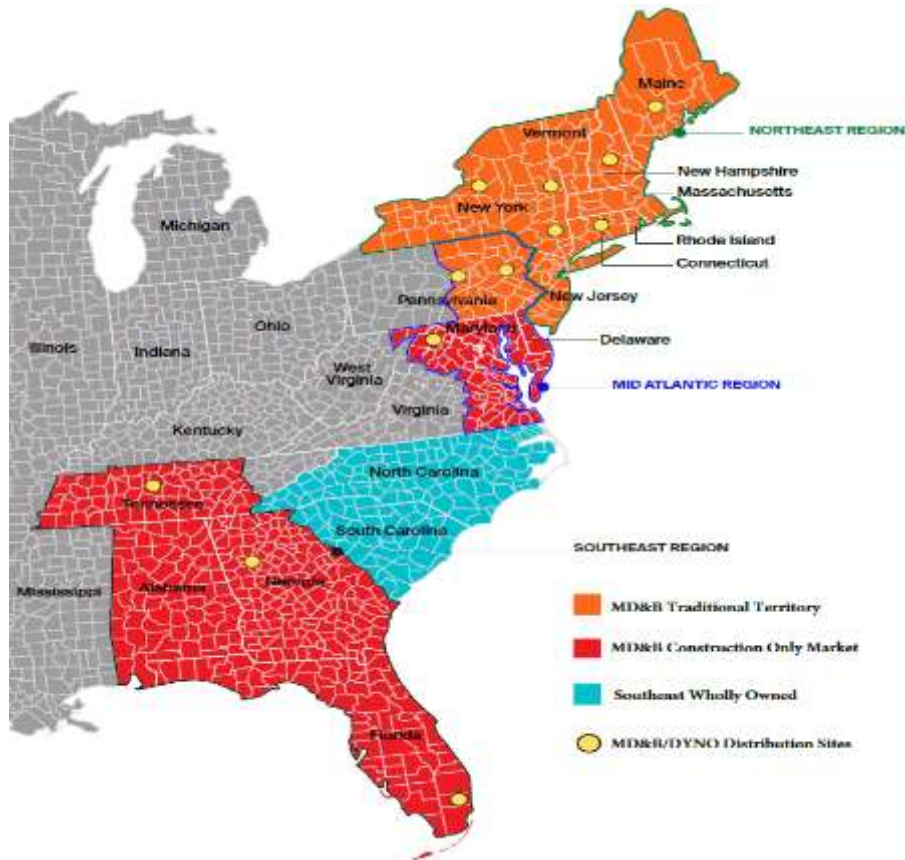 Maine
Vermont
NORTHEAST REGION
New Hampshire
Massachusetts
New York
Michigan
Rhode Island
Connecticut
New Jersey
Pennsylvania
Ohio
Maryland
Delaware
Illinois
Indiana
West
Virginia
MID ATLANTIC REGION
Virginia
Kentucky
North Carolina
Tennessee
South Carolina
SOUTHEAST REGION
Mississippi
Alabama
MD&B Traditional Territory
MD&B Construction Only Market
Southeast Wholly Owned
Florida
MD&B/DYNO Distribution Sites